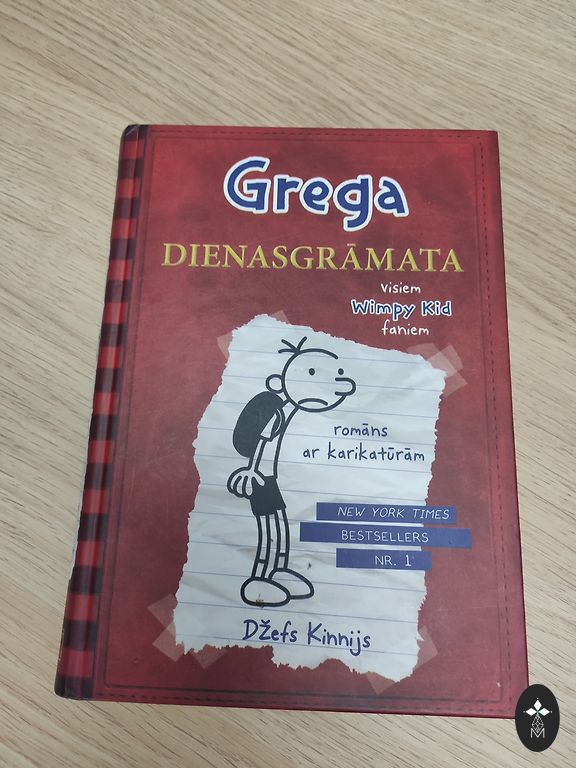 Grega
DIENASGRĀMATA
visiem
Wimpy Kid
faniem
romāns
ar karikatūrām
NEW YORK TIMES
BESTSELLERS
NR. 1
Džefs Kinnijs
M